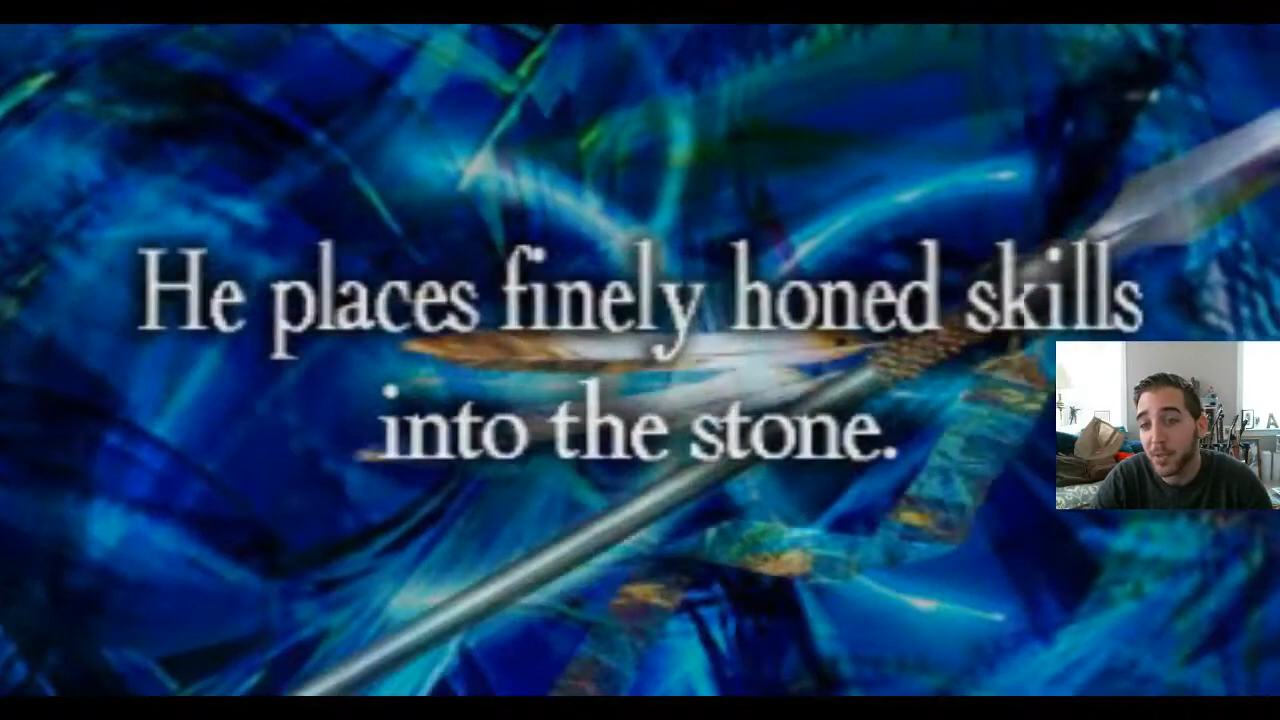 He places finely honed skills
into the stone.